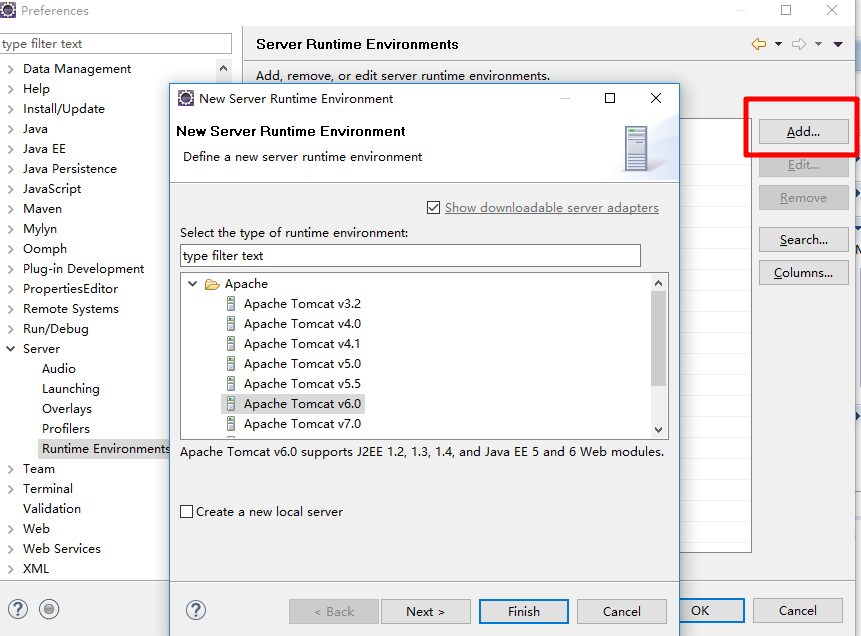 Preferences
type filter text
Data Management
Help
Install/Update
Java
Java EE
Java Persistence
JavaScript
Maven
Mylyn
Oomph
Plug-in Development
PropertiesEditor
Remote Systems
Run/Debug
Server
Audio
Launching
Overlays
Profilers
Runtime Environments
Team
Terminal
Validation
Web
Web Services
XML
Server Runtime Environments
Add, remove, or edit server runtime environments.
Add...
Edit...
Remove
Search...
Columns...
New Server Runtime Environment
New Server Runtime Environment
Define a new server runtime environment
Show downloadable server adapters
Select the type of runtime environment:
type filter text
Apache
Apache Tomcat v3.2
Apache Tomcat v4.0
Apache Tomcat v4.1
Apache Tomcat v5.0
Apache Tomcat v5.5
Apache Tomcat v6.0
Apache Tomcat v7.0
Apache Tomcat v6.0 supports J2EE 1.2, 1.3, 1.4, and Java EE 5 and 6 Web modules.
Create a new local server
< Back
Next >
Finish
Cancel
OK
Cancel